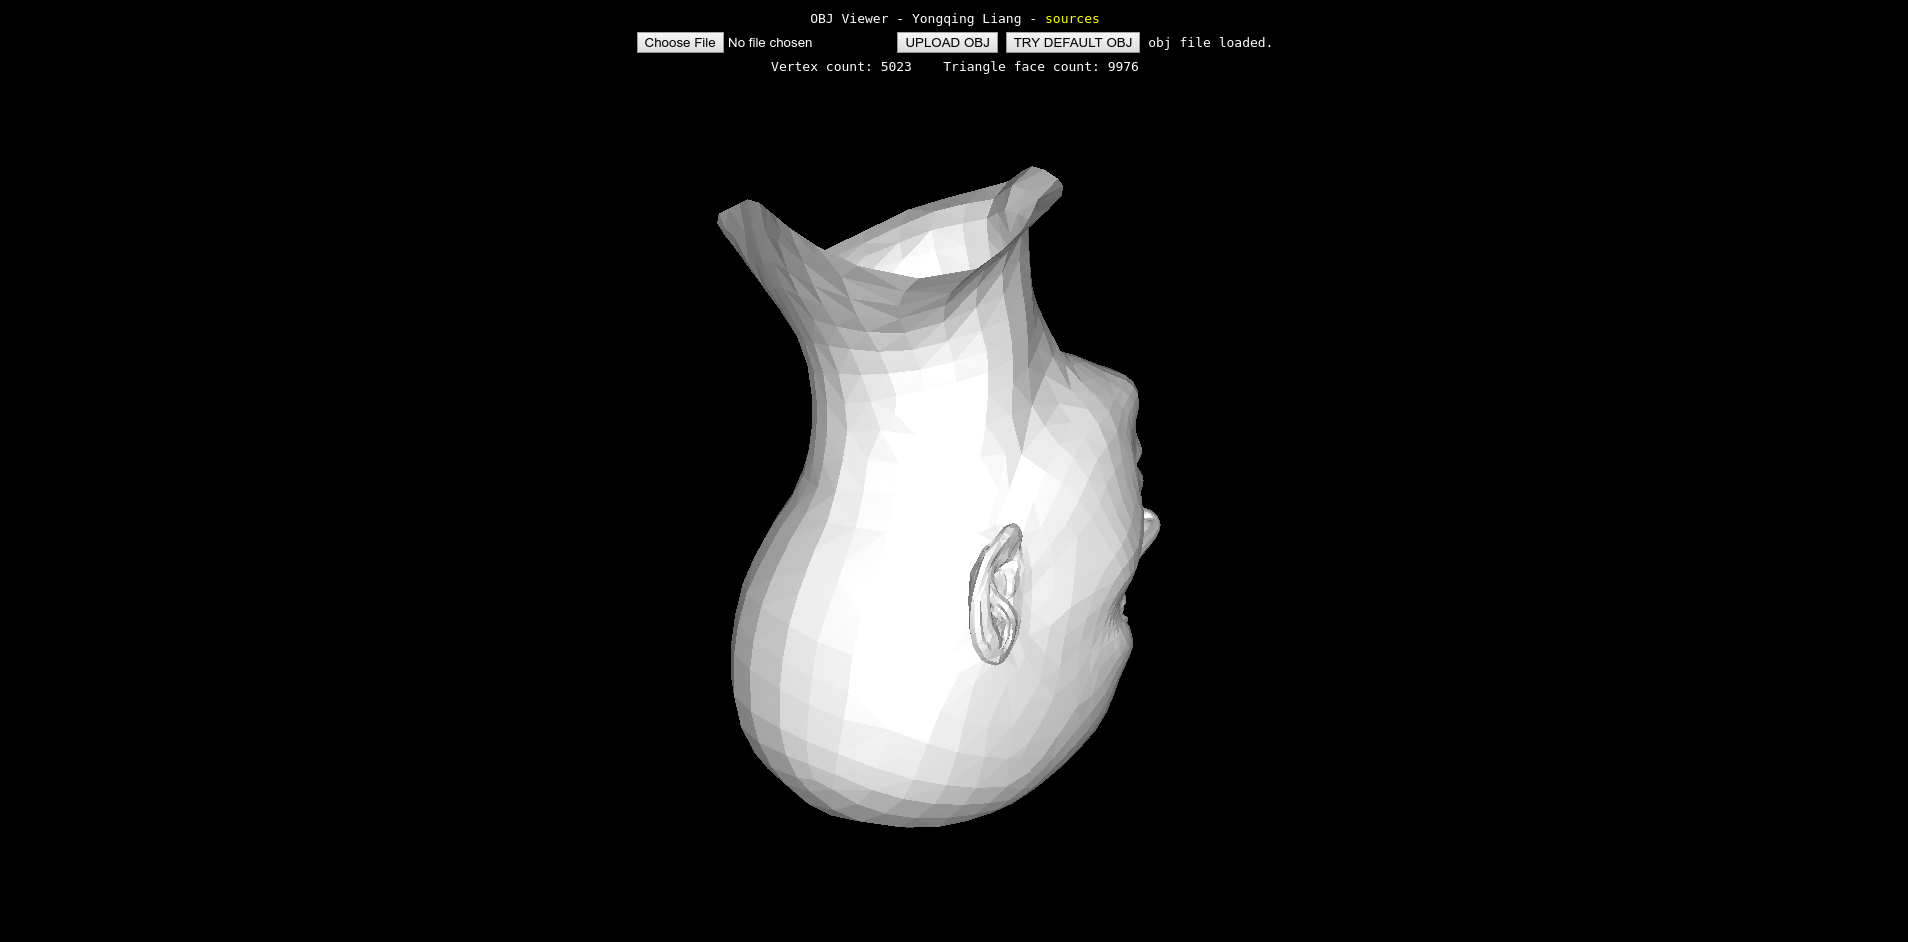 OBJ Viewer - Yongqing Liang - sources
Choose File No file chosen UPLOAD OBJ TRY DEFAULT OBJ obj file loaded.
Vertex count: 5023 Triangle face count: 9976